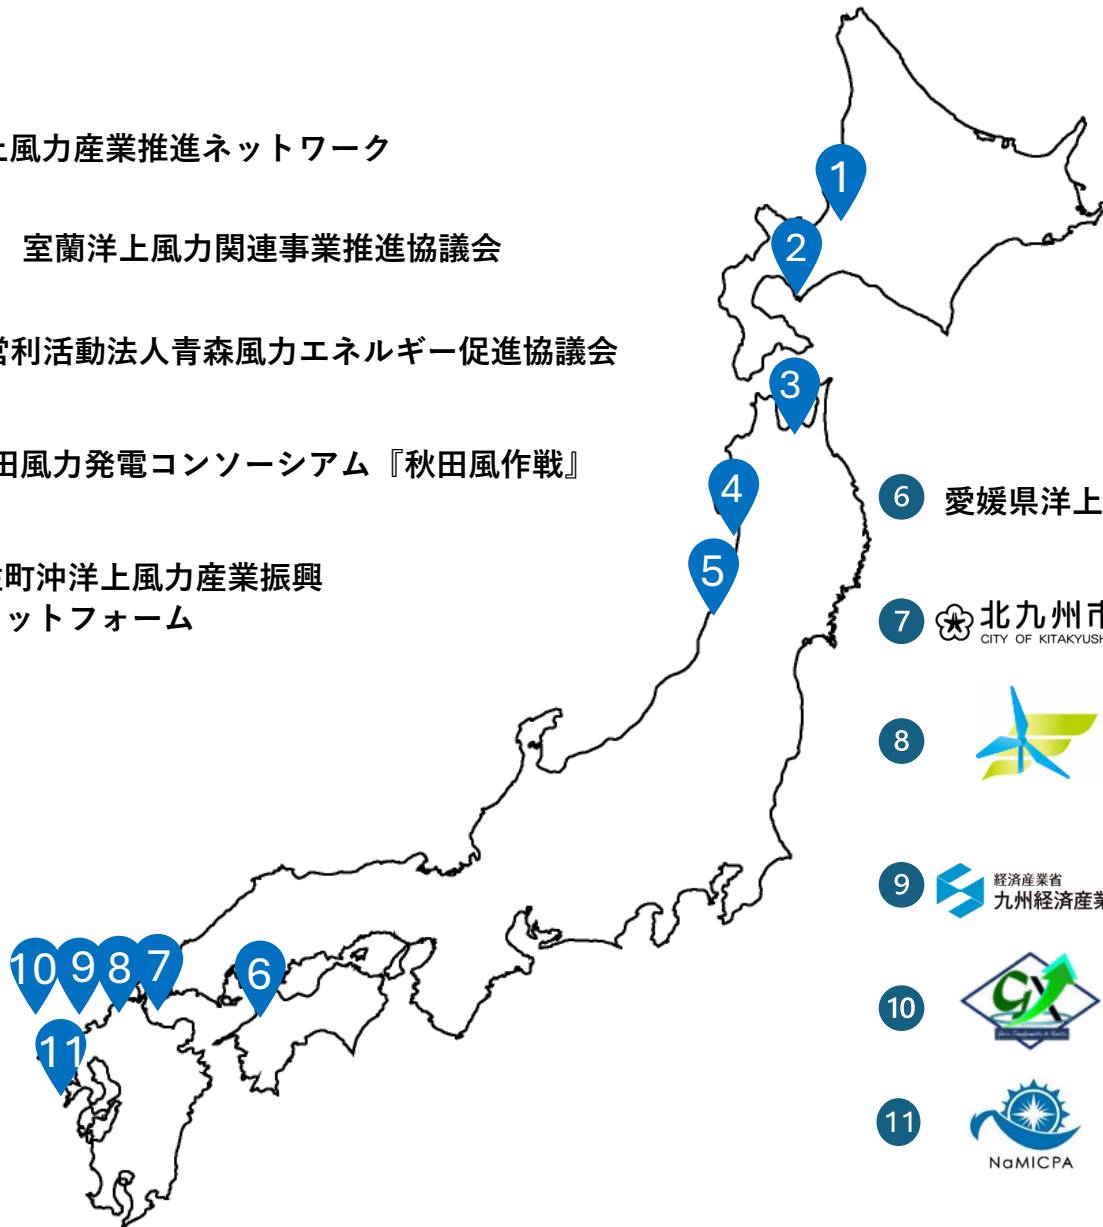 上風力産業推進ネットワーク
室蘭洋上風力関連事業推進協議会
営利活動法人青森風力エネルギー促進協議会
田風力発電コンソーシアム『秋田風作戦』
町沖洋上風力産業振興
ットフォーム
1
2
3
4
5
6
7
8
9
10
11
6 愛媛県洋上
7 北九州市
CITY OF KITAKYUSH
8
9 経済産業省
九州経済産業
10 GX
11 NaMICPA